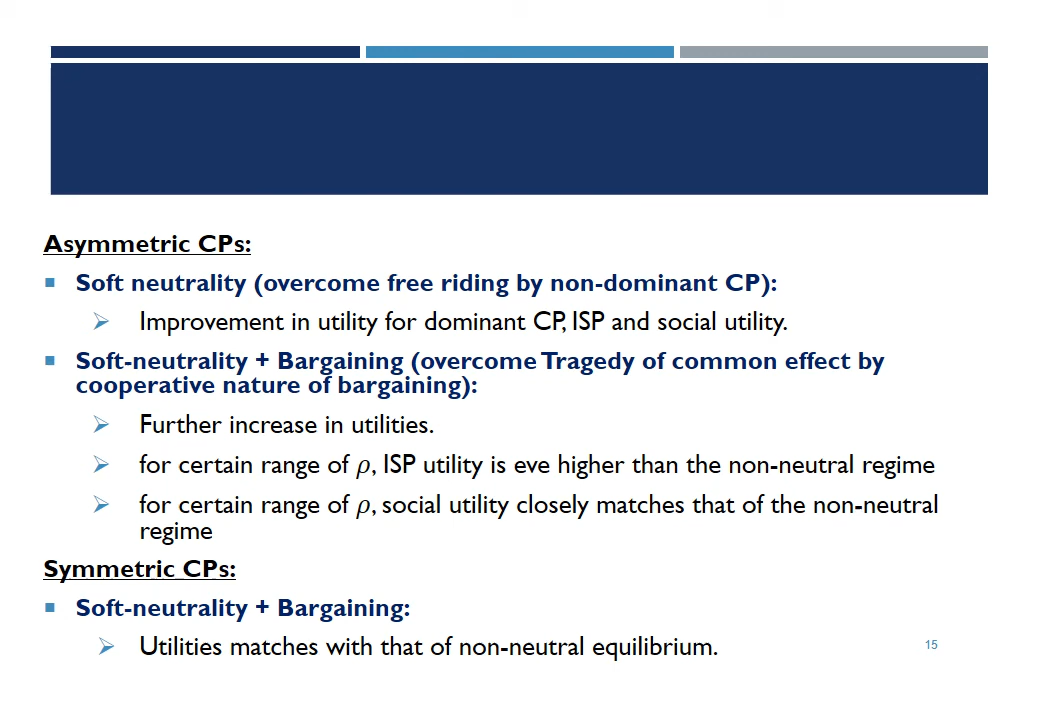 Asymmetric CPs:
▪ Soft neutrality (overcome free riding by non-dominant CP):
➢ Improvement in utility for dominant CP, ISP and social utility.
▪ Soft-neutrality + Bargaining (overcome Tragedy of common effect by
cooperative nature of bargaining):
➢ Further increase in utilities.
➢ for certain range of ρ, ISP utility is eve higher than the non-neutral regime
➢ for certain range of ρ, social utility closely matches that of the non-neutral
regime
Symmetric CPs:
▪ Soft-neutrality + Bargaining:
➢ Utilities matches with that of non-neutral equilibrium.
15